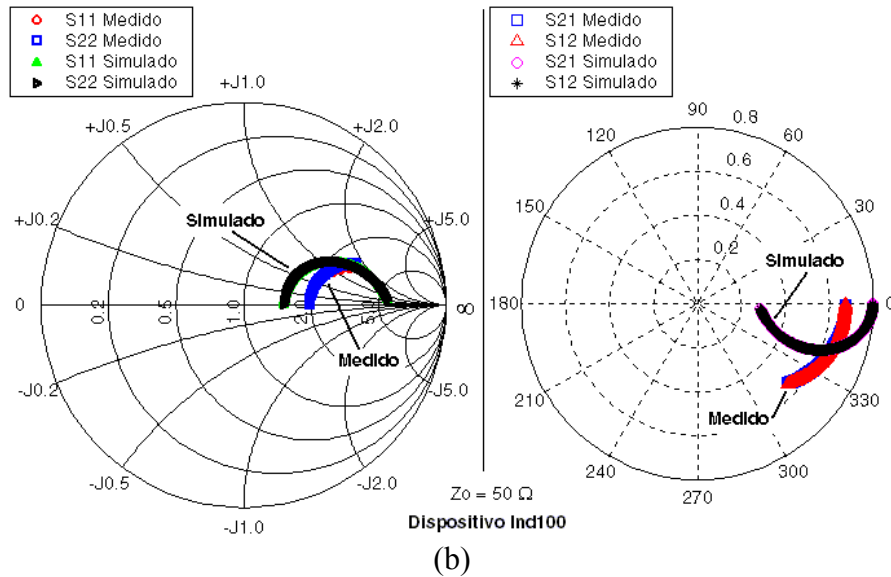 S11 Medido
S22 Medido
S11 Simulado
S22 Simulado
S21 Medido
S12 Medido
S21 Simulado
S12 Simulado
+J1.0
+J0.5
+J2.0
+J0.2
+J5.0
Simulado
0
0.2
0.5
1.0
2.0
5.0
∞
Medido
-J0.2
-J5.0
-J0.5
-J2.0
-J1.0
90
0.8
120
60
0.6
150
0.4
30
0.2
Simulado
180
0
Medido
210
330
240
300
270
Zo = 50 Ω
Dispositivo Ind100
(b)